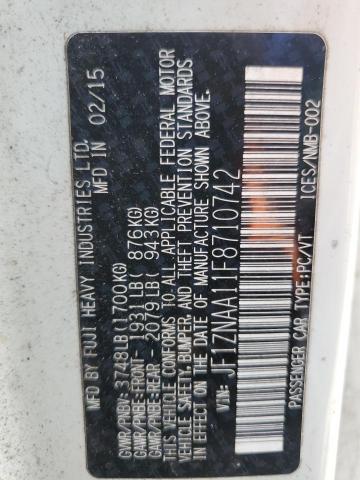 MFD BY FUJI HEAVY INDUSTRIES LTD.
MFD IN 02/15
GVWR/PNBV: 3748LB(1700KG)
GAWR/PNBE:FRONT- 1931LB( 876KG)
GAWR/PNBE:REAR- 2079LB( 943KG)
THIS VEHICLE CONFORMS TO ALL APPLICABLE FEDERAL MOTOR
VEHICLE SAFETY,BUMPER, AND THEFT PREVENTION STANDARDS
IN EFFECT ON THE DATE OF MANUFACTURE SHOWN ABOVE.
VIN: JF1ZNAA11F8710742
PASSENGER CAR TYPE:PC/VT ICES/NMB-002